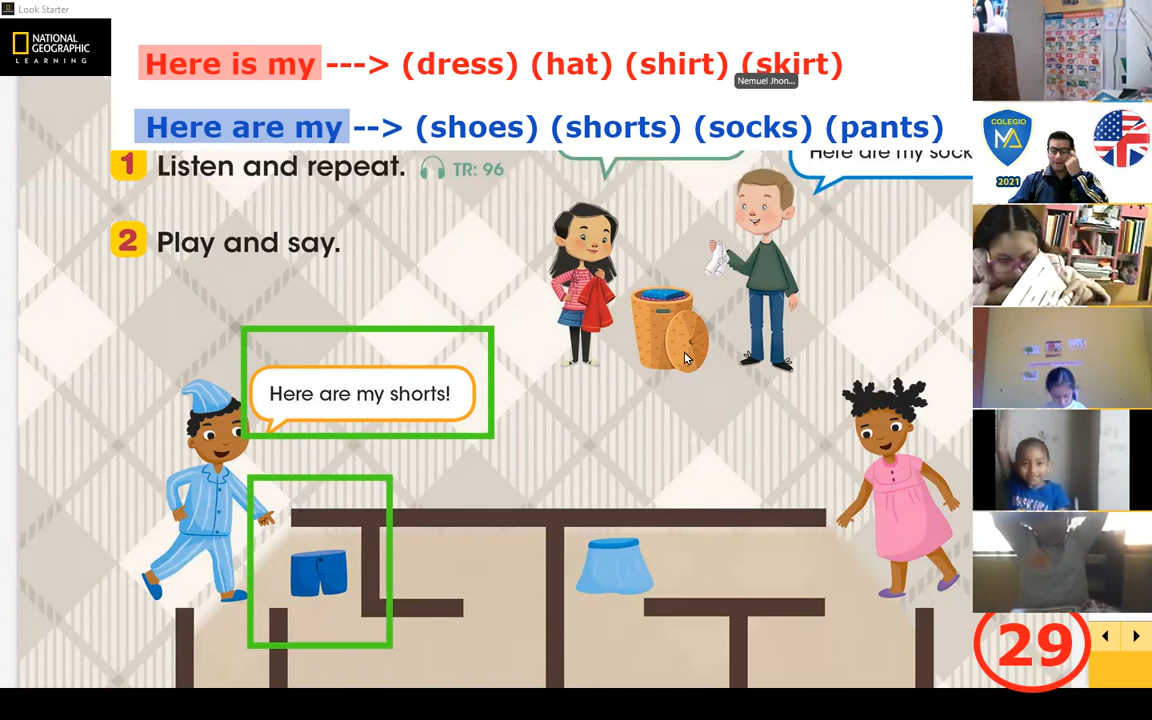 Look Starter
NATIONAL
GEOGRAPHIC
LEARNING
Here is my ---> (dress) (hat) (shirt) (skirt)
Nemuel Jhon...
Here are my --> (shoes) (shorts) (socks) (pants)
1 Listen and repeat. TR: 96
Here are my sock
2 Play and say.
Here are my shorts!
COLEGIO
2021
29